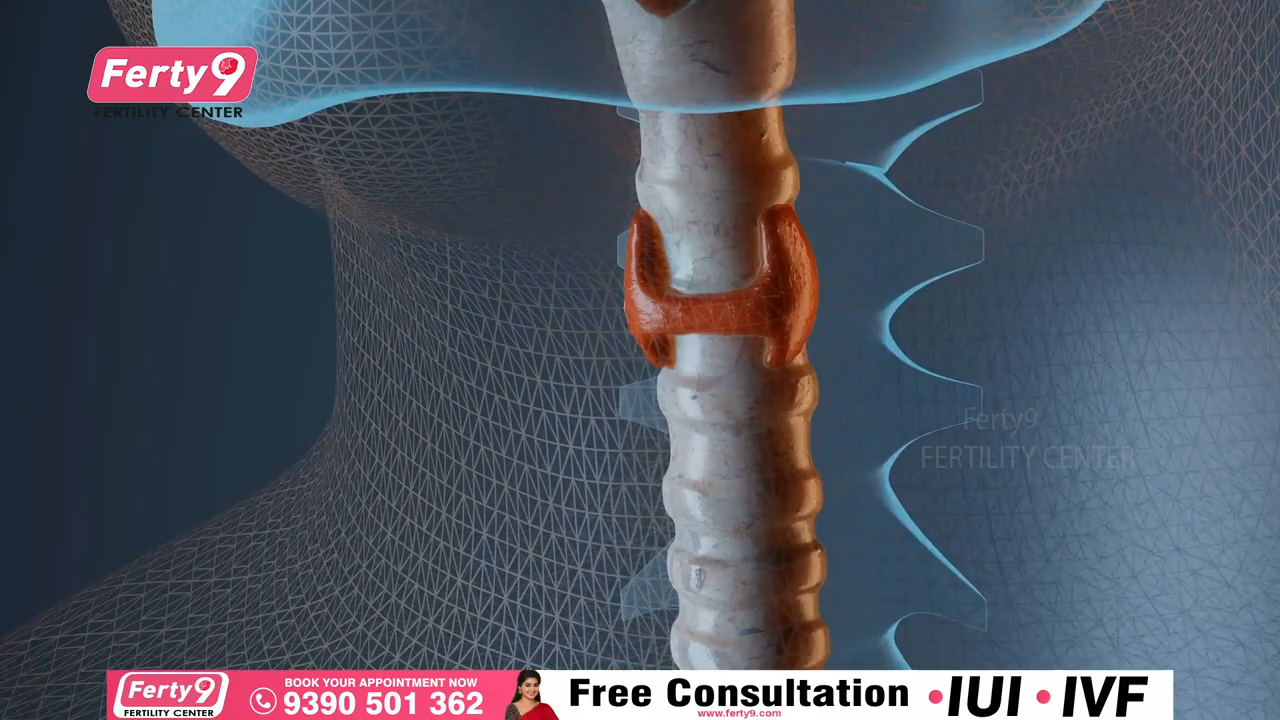 Ferty9
FERTILITY CENTER
Ferty9
FERTILITY CENTER
Ferty9
FERTILITY CENTER
BOOK YOUR APPOINTMENT NOW
9390 501 362
Free Consultation
www.ferty9.com
• IUI • IVF